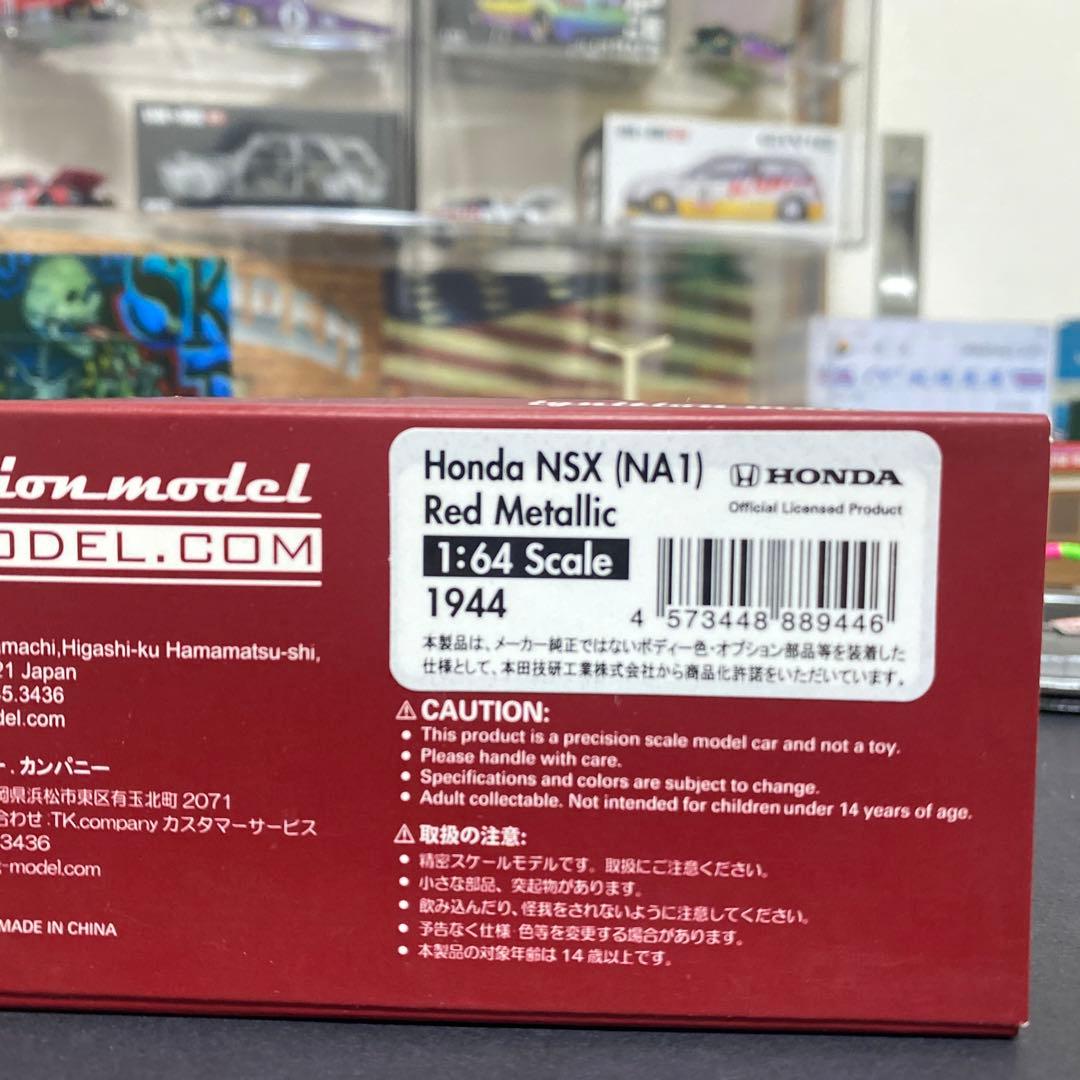 SK
ion model
ODEL.COM
machi,Higashi-ku Hamamatsu-shi,
21 Japan
5.3436
del.com
. カンパニー
岡県浜松市東区有玉北町 2071
合わせ :TK.company カスタマーサービス
3436
-model.com
MADE IN CHINA
Honda NSX (NA1)
Red Metallic
1:64 Scale
1944
HONDA
Official Licensed Product
4 573448 889446
本製品は、メーカー純正ではないボディー色・オプション部品等を装着した
仕様として、本田技研工業株式会社から商品化許諾をいただいています。
⚠ CAUTION:
● This product is a precision scale model car and not a toy.
● Please handle with care.
● Specifications and colors are subject to change.
● Adult collectable. Not intended for children under 14 years of age.
⚠ 取扱の注意:
● 精密スケールモデルです。取扱にご注意ください。
● 小さな部品、突起物があります。
● 飲み込んだり、怪我をされないように注意してください。
● 予告なく仕様・色等を変更する場合があります。
● 本製品の対象年齢は 14 歳以上です。